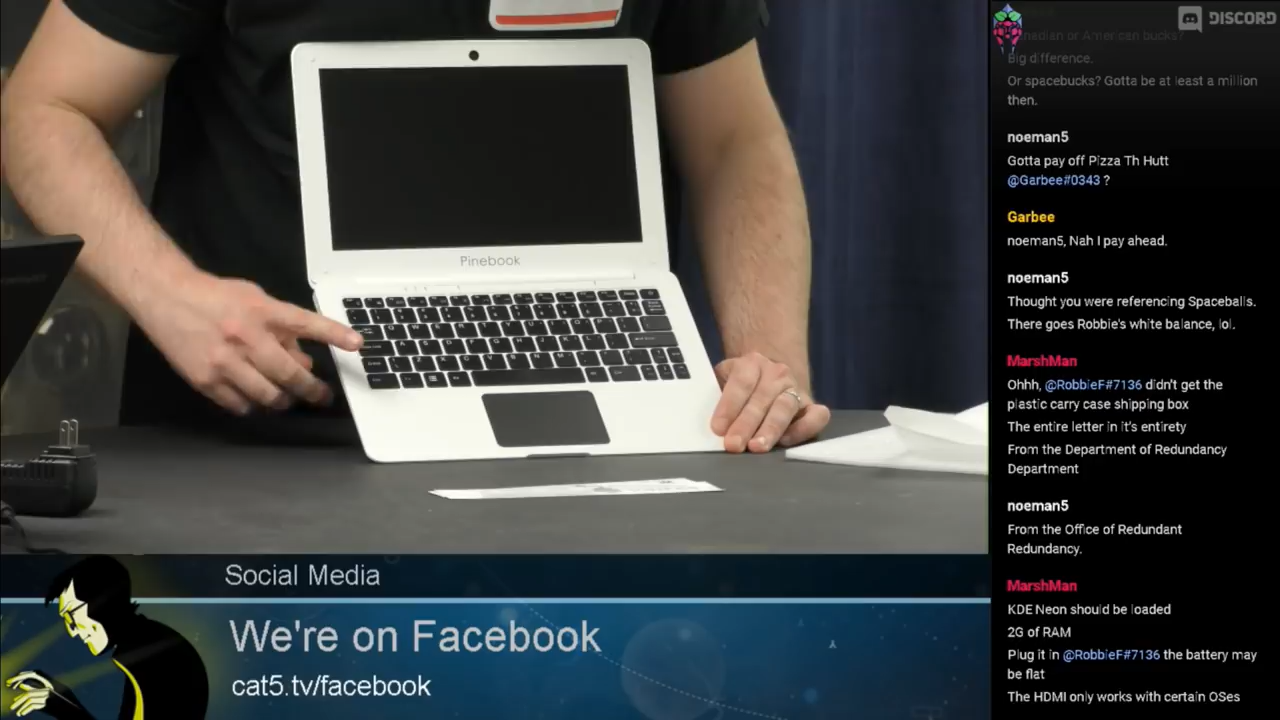 Pinebook
Social Media
We're on Facebook
cat5.tv/facebook
DISCORD
or American bucks?
Big difference.
Or spacebucks? Gotta be at least a million
then.
noeman5
Gotta pay off Pizza Th Hutt
@Garbee#0343 ?
Garbee
noeman5, Nah I pay ahead.
noeman5
Thought you were referencing Spaceballs.
There goes Robbie's white balance, lol.
MarshMan
Ohhh, @RobbieF#7136 didn't get the
plastic carry case shipping box
The entire letter in it's entirety
From the Department of Redundancy
Department
noeman5
From the Office of Redundant
Redundancy.
MarshMan
KDE Neon should be loaded
2G of RAM
Plug it in @RobbieF#7136 the battery may
be flat
The HDMI only works with certain OSes